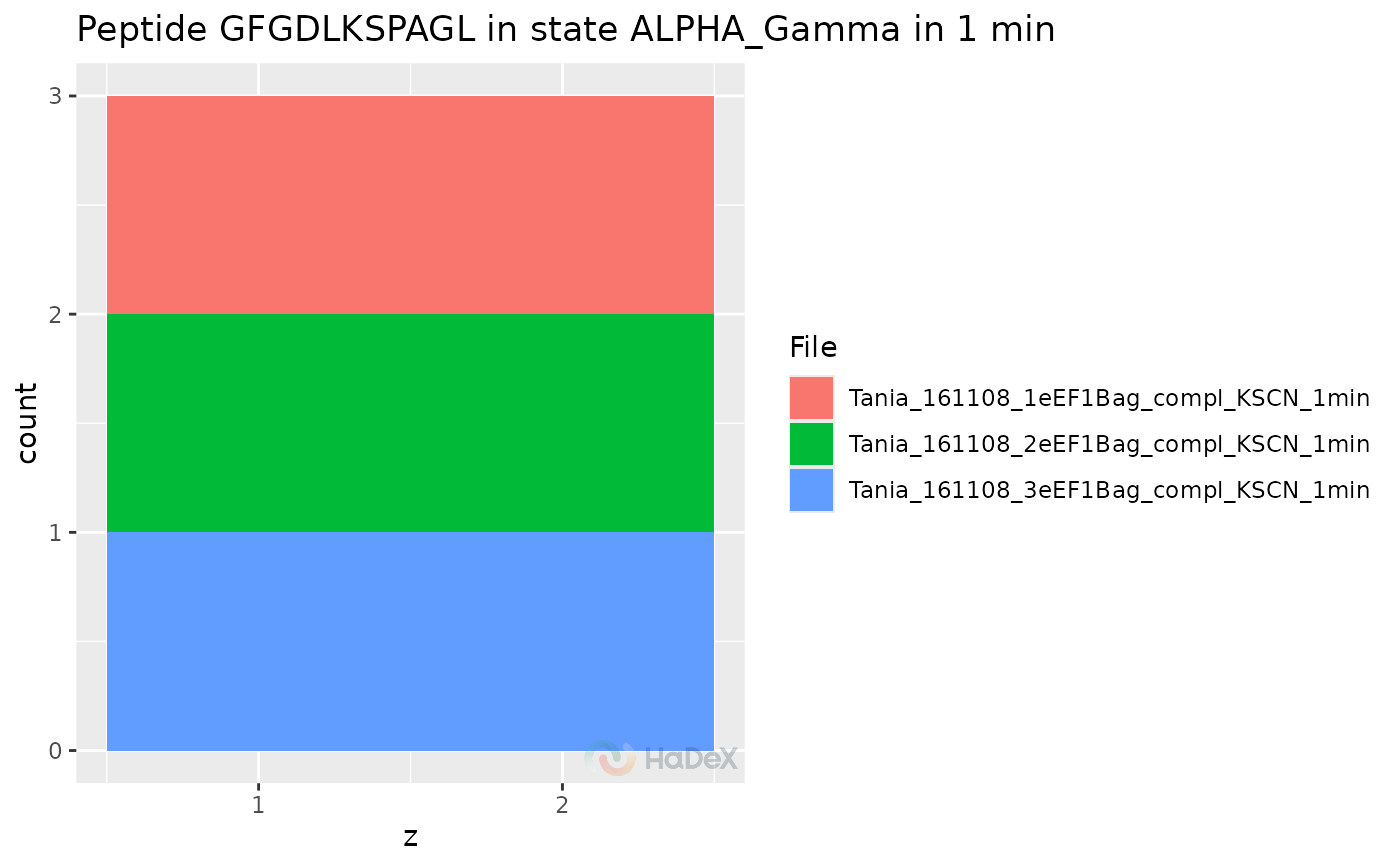 Peptide GFGDLKSPAGL in state ALPHA_Gamma in 1 min
3
2
1
0
count
1 2
z
HaDeX
File
Tania_161108_1eEF1Bag_compl_KSCN_1min
Tania_161108_2eEF1Bag_compl_KSCN_1min
Tania_161108_3eEF1Bag_compl_KSCN_1min